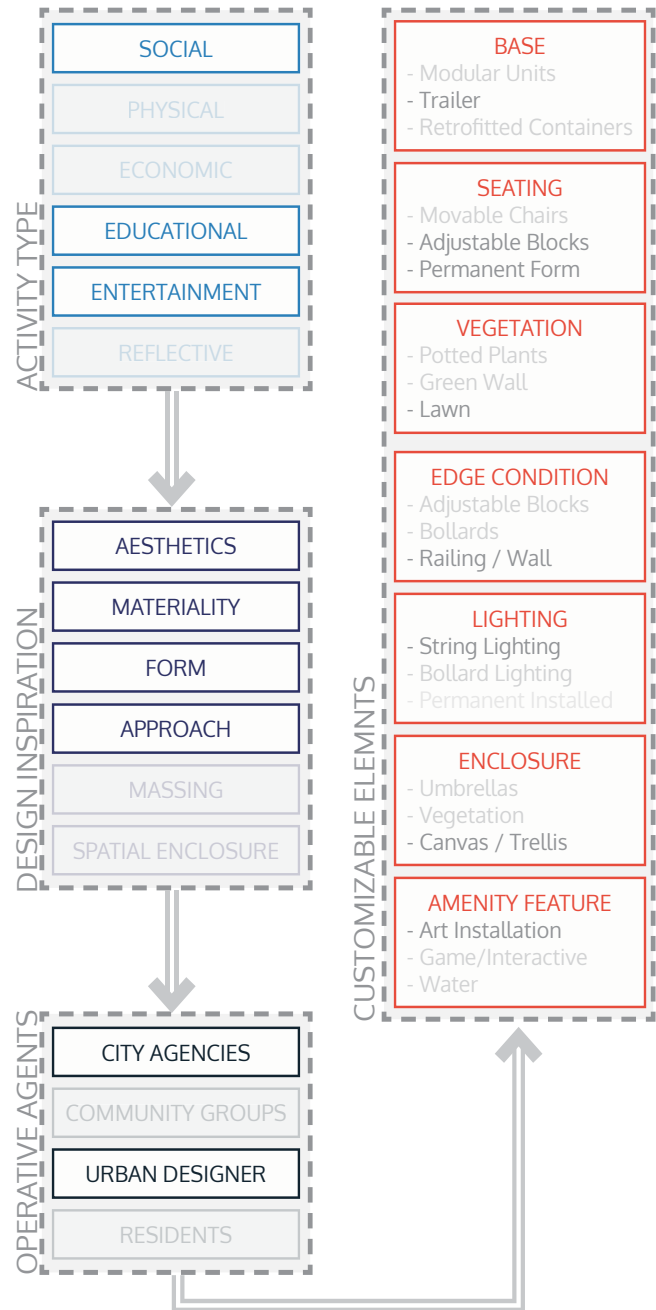 ACTIVITY TYPE
SOCIAL
PHYSICAL
ECONOMIC
EDUCATIONAL
ENTERTAINMENT
REFLECTIVE
DESIGN INSPIRATION
AESTHETICS
MATERIALITY
FORM
APPROACH
MASSING
SPATIAL ENCLOSURE
OPERATIVE AGENTS
CITY AGENCIES
COMMUNITY GROUPS
URBAN DESIGNER
RESIDENTS
CUSTOMIZABLE ELEMNTS
BASE
- Modular Units
- Trailer
- Retrofitted Containers
SEATING
- Movable Chairs
- Adjustable Blocks
- Permanent Form
VEGETATION
- Potted Plants
- Green Wall
- Lawn
EDGE CONDITION
- Adjustable Blocks
- Bollards
- Railing / Wall
LIGHTING
- String Lighting
- Bollard Lighting
- Permanent Installed
ENCLOSURE
- Umbrellas
- Vegetation
- Canvas / Trellis
AMENITY FEATURE
- Art Installation
- Game/Interactive
- Water